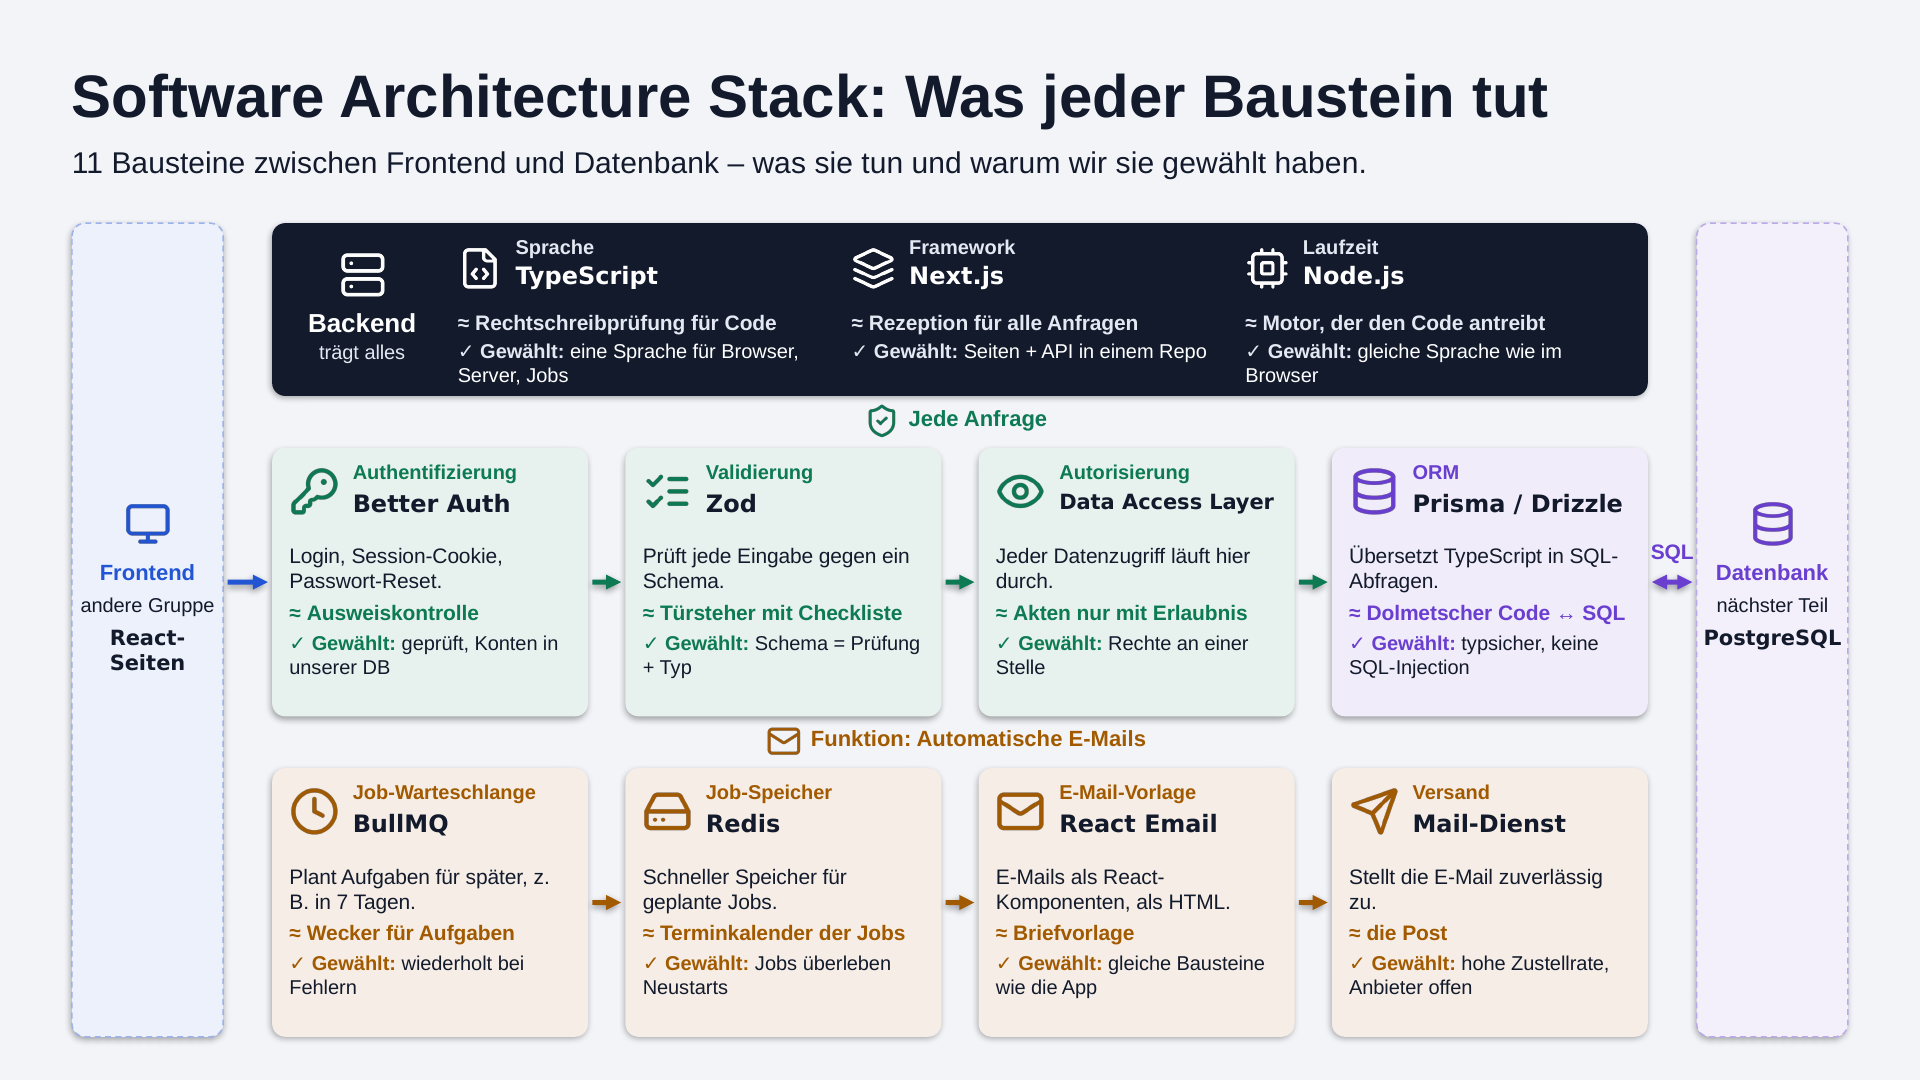 Software Architecture Stack: Was jeder Baustein tut
11 Bausteine zwischen Frontend und Datenbank – was sie tun und warum wir sie gewählt haben.
Frontend
andere Gruppe
React-
Seiten
Backend
trägt alles
Sprache
TypeScript
≈ Rechtschreibprüfung für Code
✓ Gewählt: eine Sprache für Browser,
Server, Jobs
Framework
Next.js
≈ Rezeption für alle Anfragen
✓ Gewählt: Seiten + API in einem Repo
Laufzeit
Node.js
≈ Motor, der den Code antreibt
✓ Gewählt: gleiche Sprache wie im
Browser
Jede Anfrage
Authentifizierung
Better Auth
Login, Session-Cookie,
Passwort-Reset.
≈ Ausweiskontrolle
✓ Gewählt: geprüft, Konten in
unserer DB
Validierung
Zod
Prüft jede Eingabe gegen ein
Schema.
≈ Türsteher mit Checkliste
✓ Gewählt: Schema = Prüfung
+ Typ
Autorisierung
Data Access Layer
Jeder Datenzugriff läuft hier
durch.
≈ Akten nur mit Erlaubnis
✓ Gewählt: Rechte an einer
Stelle
ORM
Prisma / Drizzle
Übersetzt TypeScript in SQL-
Abfragen.
≈ Dolmetscher Code ↔ SQL
✓ Gewählt: typsicher, keine
SQL-Injection
SQL
Datenbank
nächster Teil
PostgreSQL
Funktion: Automatische E-Mails
Job-Warteschlange
BullMQ
Plant Aufgaben für später, z.
B. in 7 Tagen.
≈ Wecker für Aufgaben
✓ Gewählt: wiederholt bei
Fehlern
Job-Speicher
Redis
Schneller Speicher für
geplante Jobs.
≈ Terminkalender der Jobs
✓ Gewählt: Jobs überleben
Neustarts
E-Mail-Vorlage
React Email
E-Mails als React-
Komponenten, als HTML.
≈ Briefvorlage
✓ Gewählt: gleiche Bausteine
wie die App
Versand
Mail-Dienst
Stellt die E-Mail zuverlässig
zu.
≈ die Post
✓ Gewählt: hohe Zustellrate,
Anbieter offen